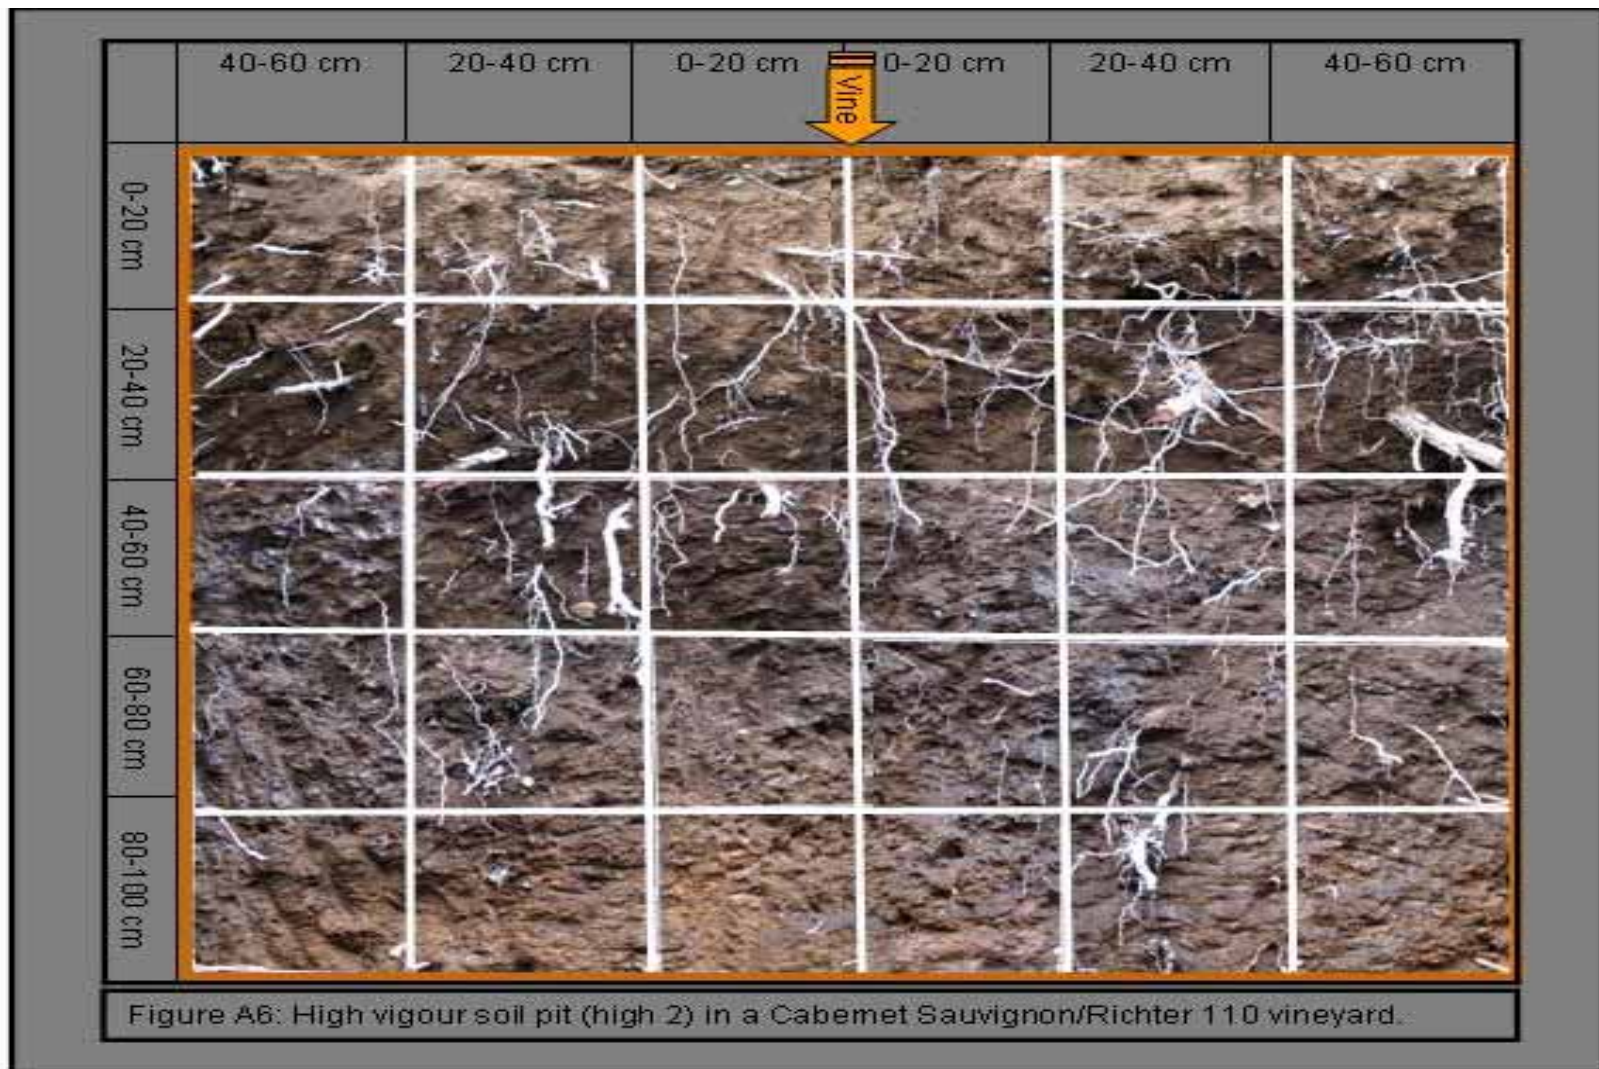 40-60 cm 20-40 cm 0-20 cm 0-20 cm 20-40 cm 40-60 cm
Vine
0-20 cm
20-40 cm
40-60 cm
60-80 cm
80-100 cm
Figure A6: High vigour soil pit (high 2) in a Cabernet Sauvignon/Richter 110 vineyard.